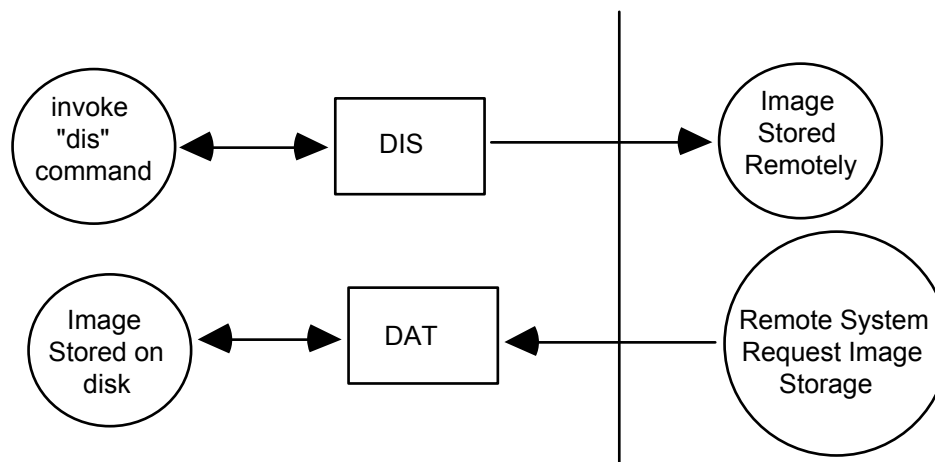 invoke
"dis"
command
DIS
Image
Stored
Remotely
Image
Stored on
disk
DAT
Remote System
Request Image
Storage